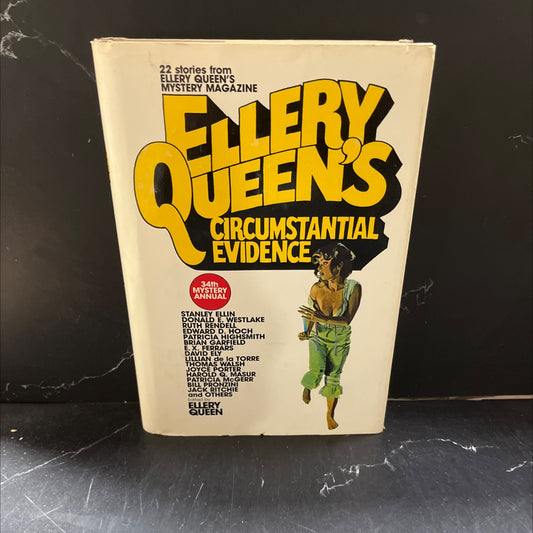 22 stories from
ELLERY QUEEN'S
MYSTERY MAGAZINE
ELLERY
QUEEN'S
CIRCUMSTANTIAL
EVIDENCE
34th
MYSTERY
ANNUAL
STANLEY ELLIN
DONALD E. WESTLAKE
RUTH RENDELL
EDWARD D. HOCH
PATRICIA HIGHSMITH
BRIAN GARFIELD
E. X. FERRARS
DAVID ELY
LILLIAN de la TORRE
THOMAS WALSH
JOYCE PORTER
HAROLD Q. MASUR
PATRICIA McGERR
BILL PRONZINI
JACK RITCHIE
and OTHERS
Edited by
ELLERY
QUEEN